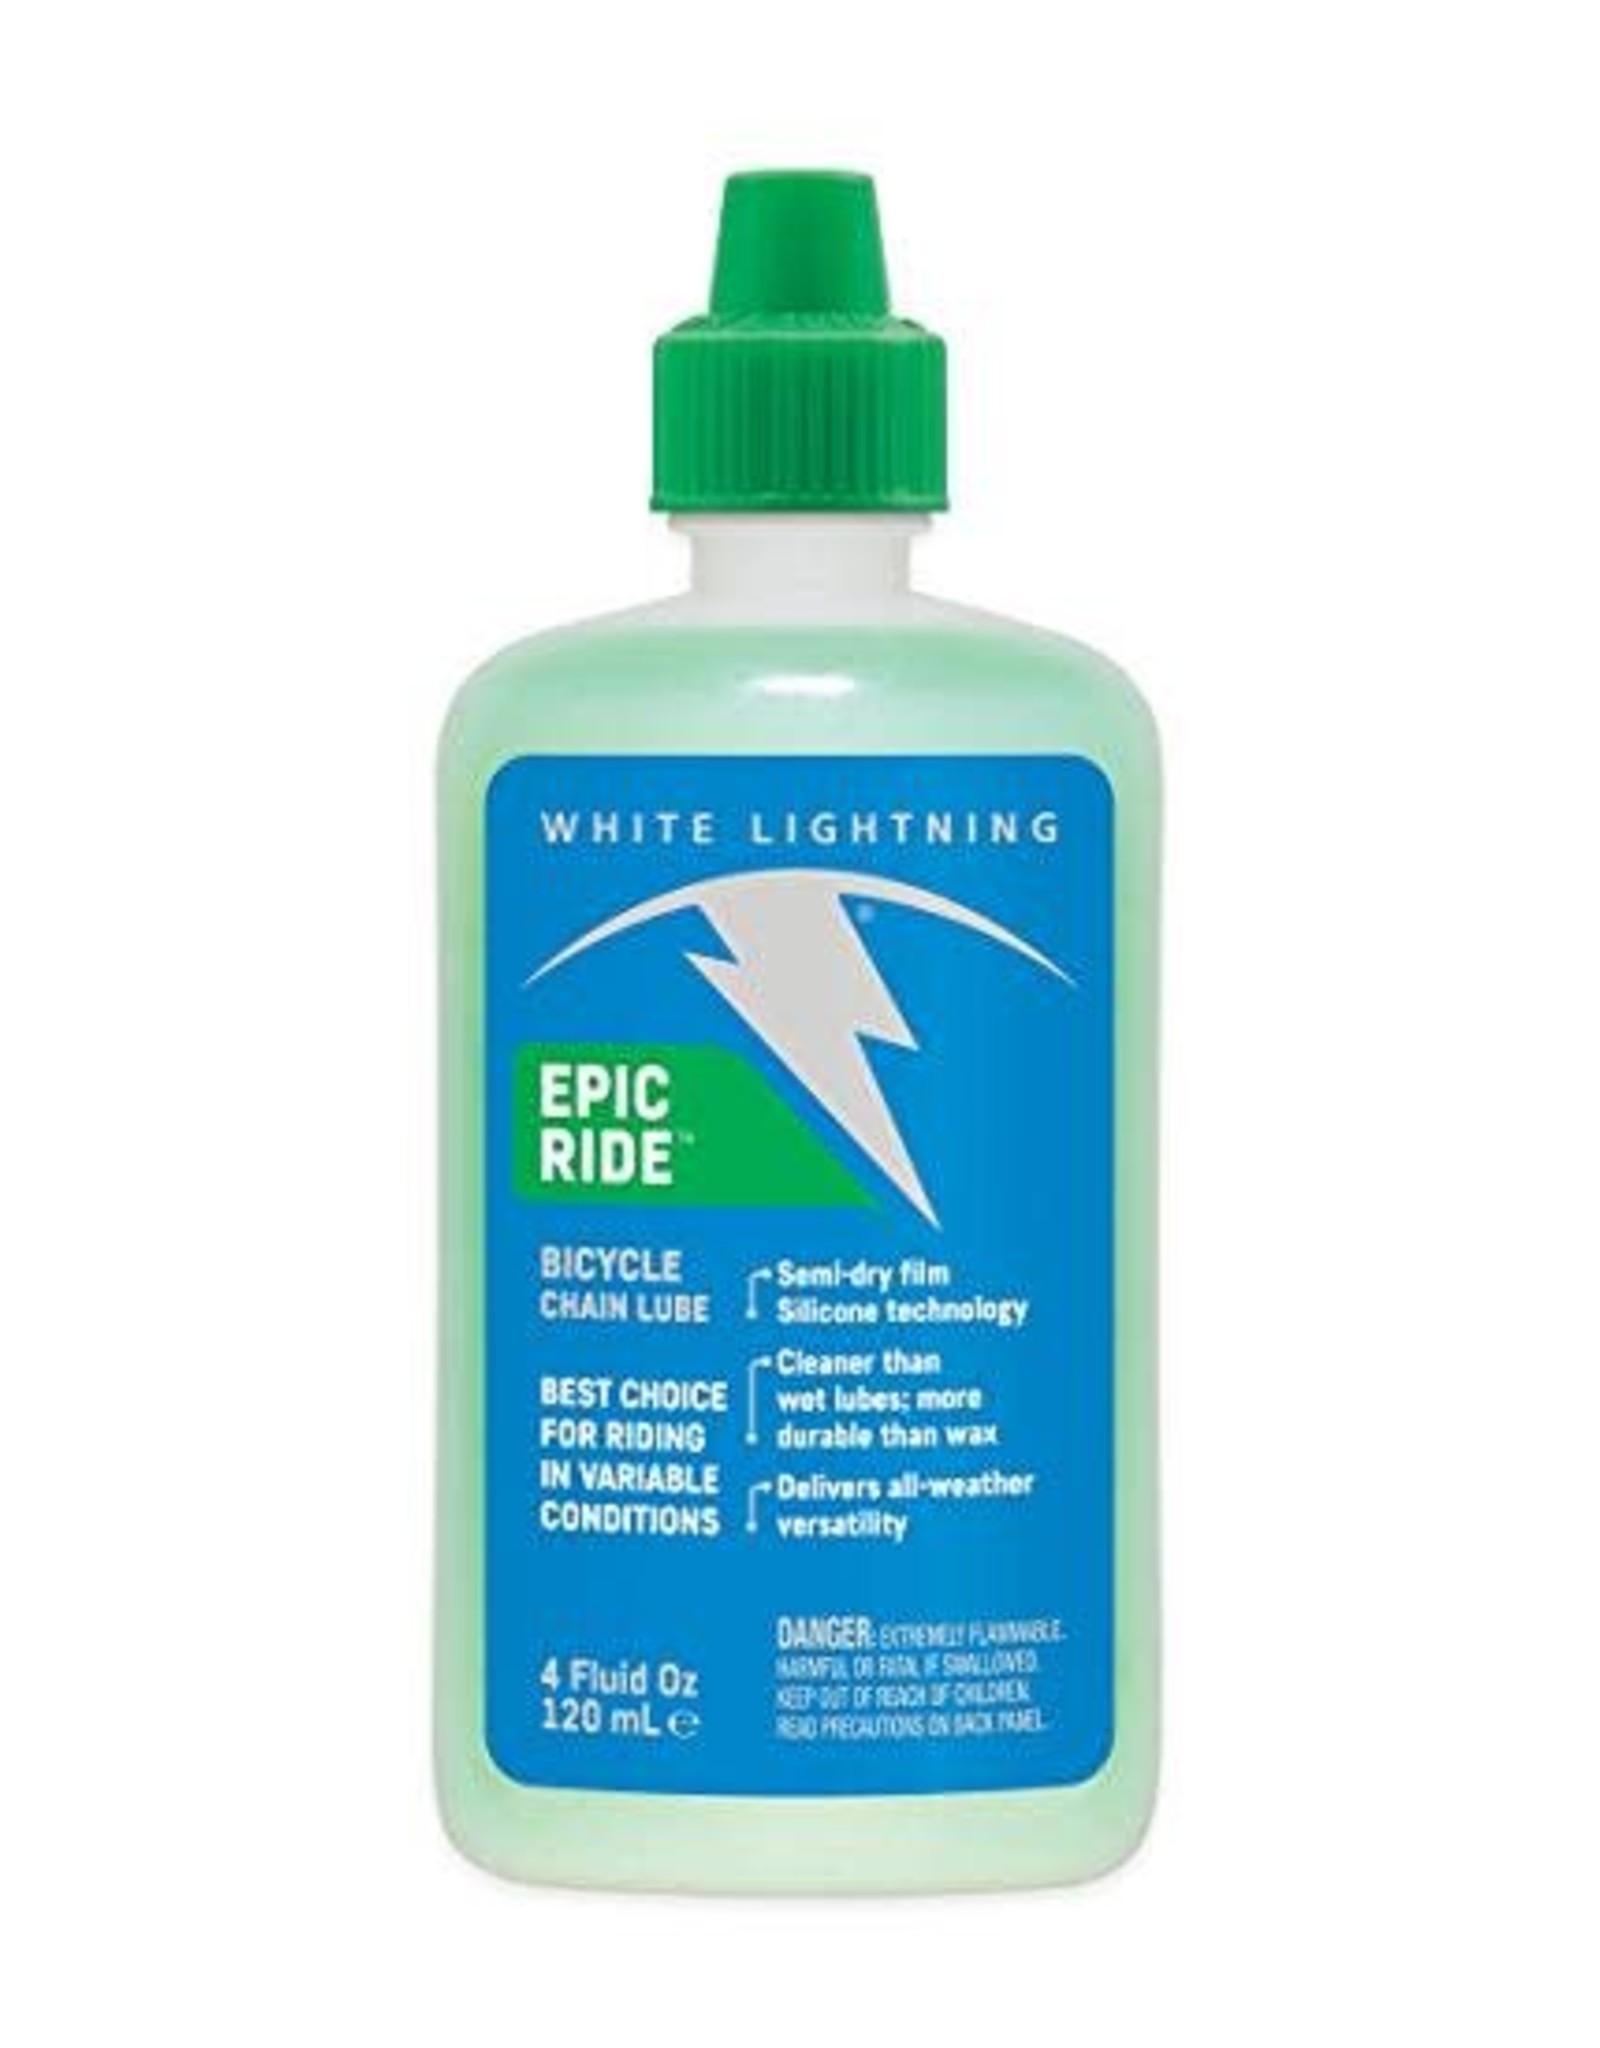 WHITE LIGHTNING
®
EPIC
RIDE™
BICYCLE
CHAIN LUBE
BEST CHOICE
FOR RIDING
IN VARIABLE
CONDITIONS
Semi-dry film
Silicone technology
Cleaner than
wet lubes; more
durable than wax
Delivers all-weather
versatility
4 Fluid Oz
120 mL ℮
DANGER: EXTREMELY FLAMMABLE.
HARMFUL OR FATAL IF SWALLOWED.
KEEP OUT OF REACH OF CHILDREN.
READ PRECAUTIONS ON BACK PANEL.